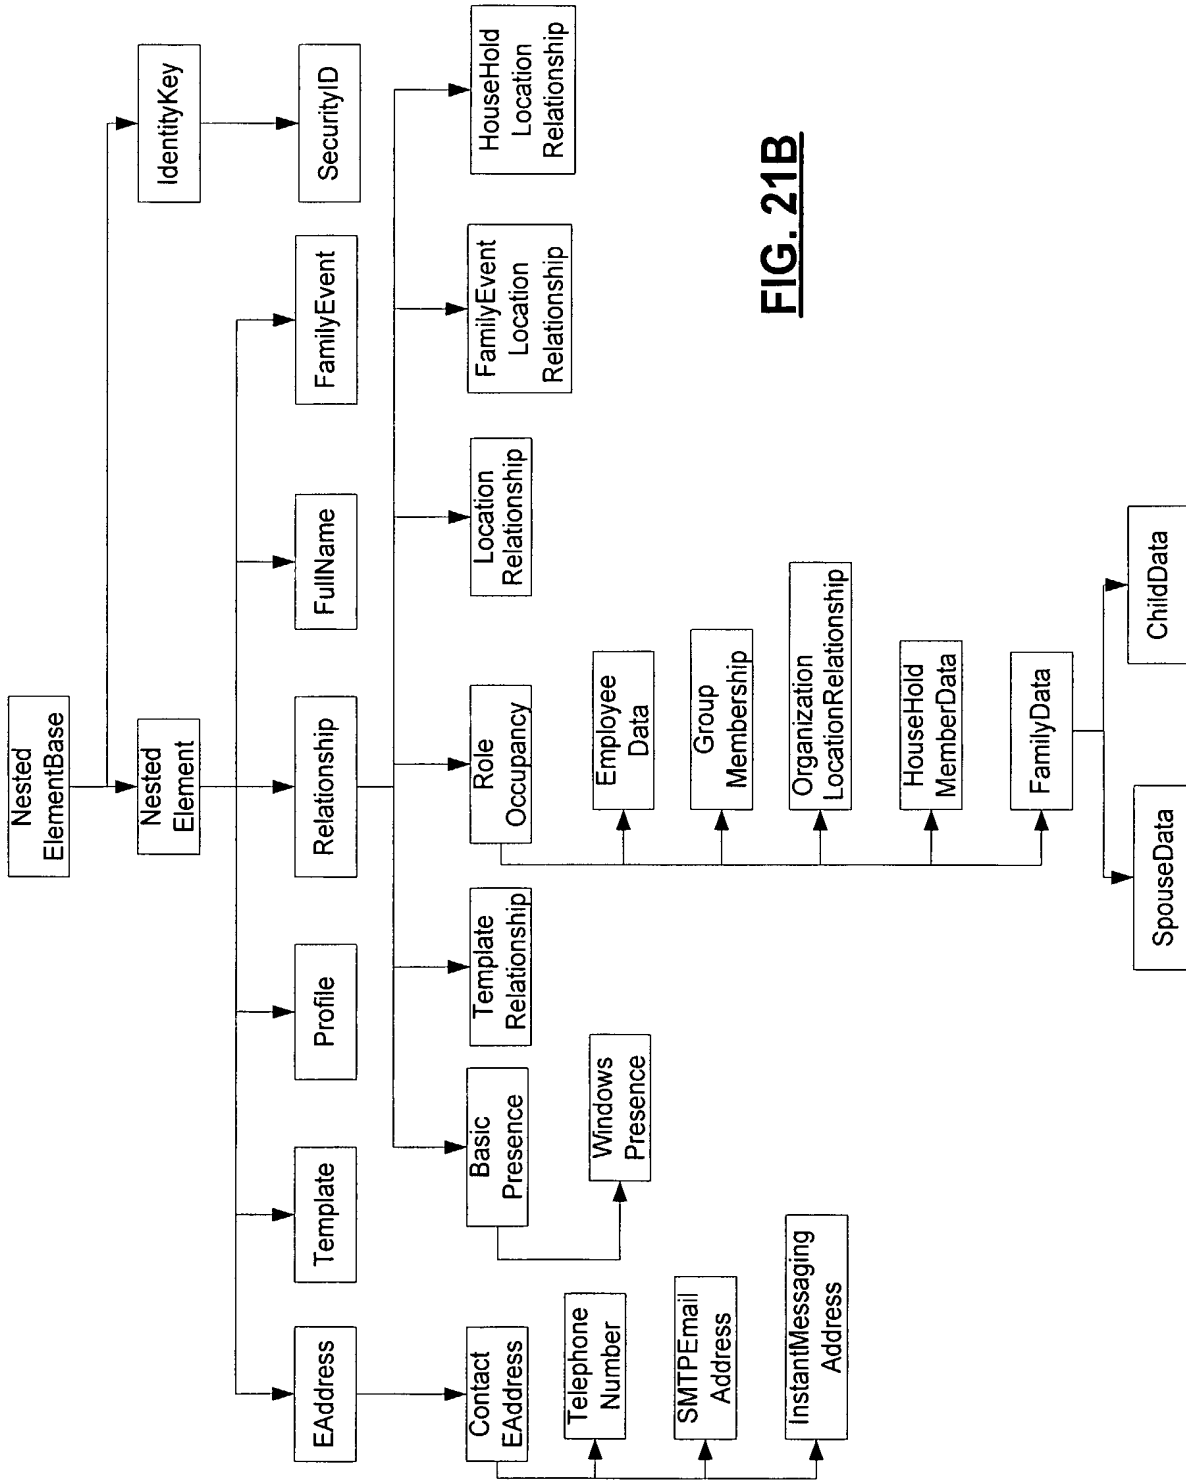 Nested
ElementBase
Nested
Element
IdentityKey
EAddress
Template
Profile
Relationship
FullName
FamilyEvent
SecurityID
Contact
EAddress
Basic
Presence
Template
Relationship
Role
Occupancy
Location
Relationship
FamilyEvent
Location
Relationship
HouseHold
Location
Relationship
Telephone
Number
SMTPEmail
Address
InstantMessaging
Address
Windows
Presence
Employee
Data
Group
Membership
Organization
LocationRelationship
HouseHold
MemberData
FamilyData
SpouseData
ChildData
FIG. 21B